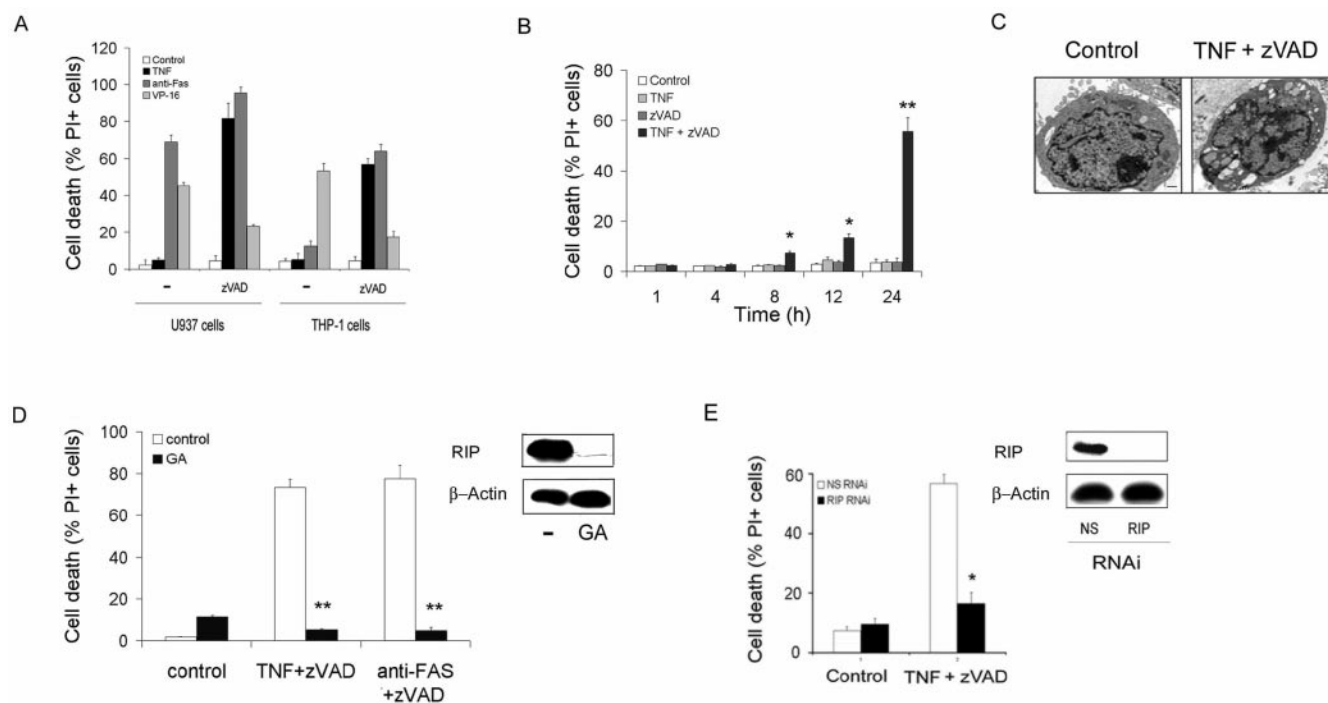 A
Cell death (% PI+ cells)
120
100
80
60
40
20
0
Control
TNF
anti-Fas
VP-16
- zVAD - zVAD
U937 cells THP-1 cells
B
Cell death (% PI+ cells)
80
60
40
20
0
Control
TNF
zVAD
TNF + zVAD
* * **
1 4 8 12 24
Time (h)
C
Control TNF + zVAD
D
Cell death (% PI+ cells)
100
80
60
40
20
0
control
GA
** **
control TNF+zVAD anti-FAS
+zVAD
RIP
β–Actin
- GA
E
Cell death (% PI+ cells)
60
40
20
0
NS RNAi
RIP RNAi
*
Control TNF + zVAD
RIP
β–Actin
NS RIP
RNAi